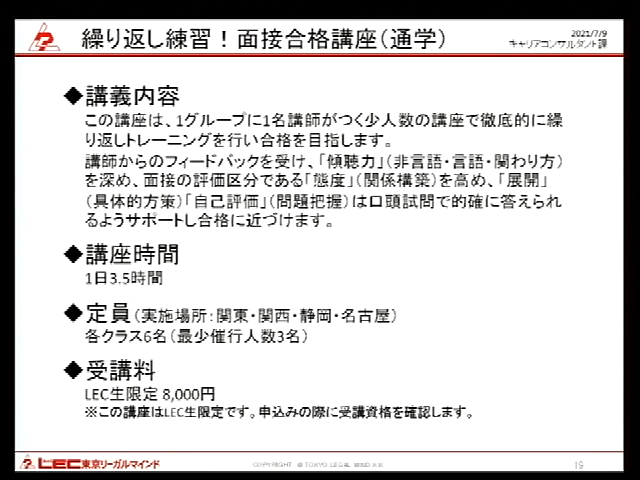 繰り返し練習！面接合格講座（通学）
2021/7/9
キャリアコンサルタント課
◆講義内容
この講座は、1グループに1名講師がつく少人数の講座で徹底的に繰
り返しトレーニングを行い合格を目指します。
講師からのフィードバックを受け、「傾聴力」（非言語・言語・関わり方）
を深め、面接の評価区分である「態度」（関係構築）を高め、「展開」
（具体的方策）「自己評価」（問題把握）は口頭試問で的確に答えられ
るようサポートし合格に近づけます。
◆講座時間
1日3.5時間
◆定員（実施場所：関東・関西・静岡・名古屋）
各クラス6名（最少催行人数3名）
◆受講料
LEC生限定 8,000円
※この講座はLEC生限定です。申込みの際に受講資格を確認します。
LEC東京リーガルマインド
COPYRIGHT @ TOKYO LEGAL MIND K.K
19